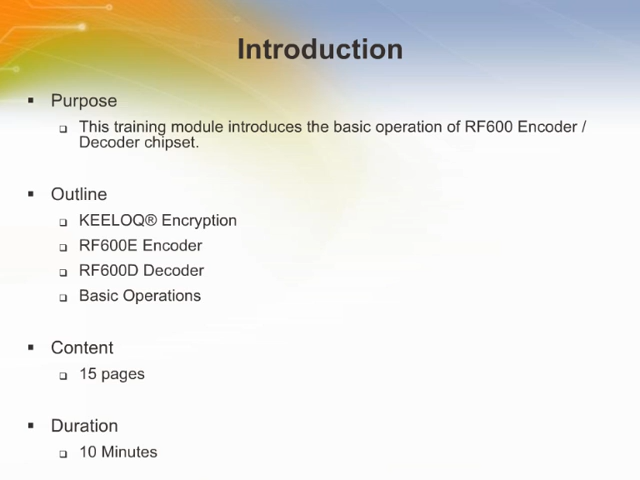 Introduction
▪ Purpose
❑ This training module introduces the basic operation of RF600 Encoder /
Decoder chipset.
▪ Outline
❑ KEELOQ® Encryption
❑ RF600E Encoder
❑ RF600D Decoder
❑ Basic Operations
▪ Content
❑ 15 pages
▪ Duration
❑ 10 Minutes